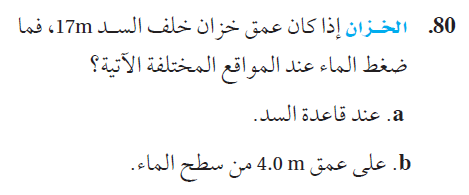 80. الخزان إذا كان عمق خزان خلف السد 17m، فما
ضغط الماء عند المواقع المختلفة الآتية؟
a. عند قاعدة السد.
b. على عمق 4.0 m من سطح الماء.